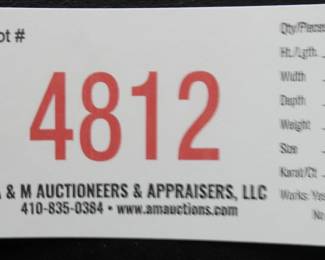 ot #
4812
A & M AUCTIONEERS & APPRAISERS, LLC
410-835-0384 • www.amauctions.com
Qty/Pieces
Ht./Lgth.
Width
Depth
Weight
Size
Karat/Ct
Works: Yes
No